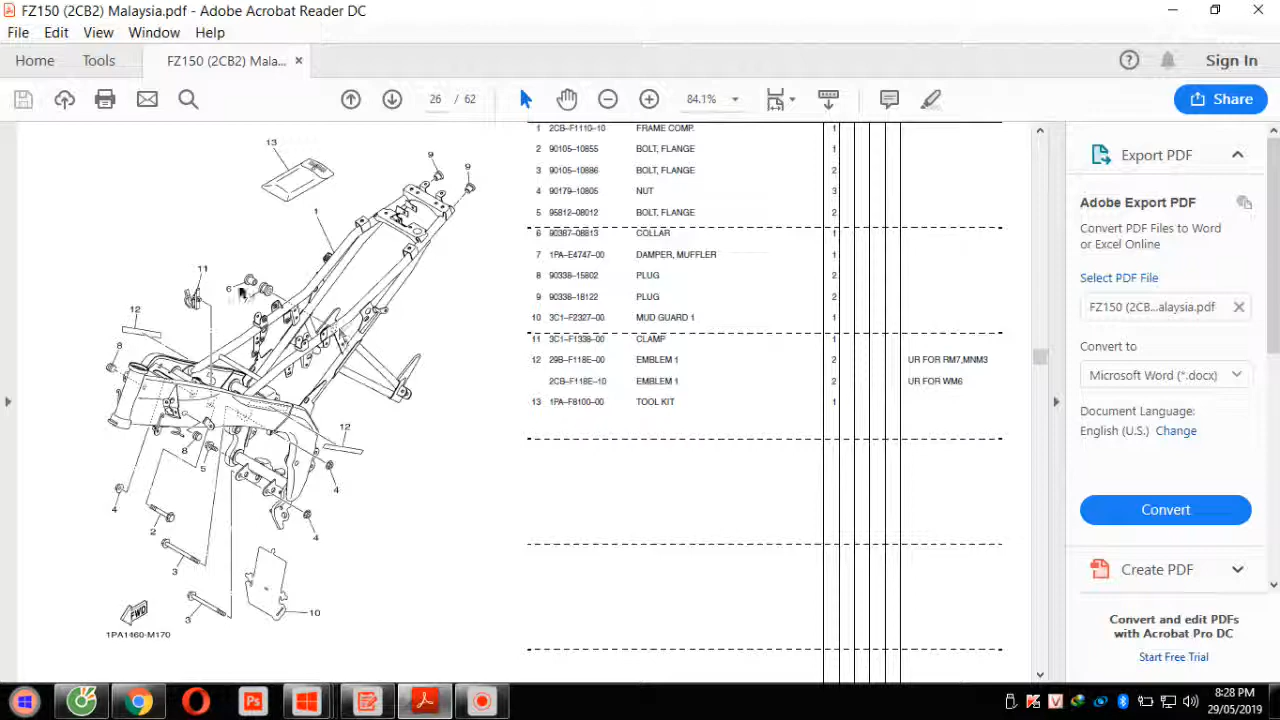 FZ150 (2CB2) Malaysia.pdf - Adobe Acrobat Reader DC
File Edit View Window Help
Home Tools FZ150 (2CB2) Mala... × Sign In
26 / 62 84.1% Share
1 2CB-F1110-10 FRAME COMP. 1
2 90105-10855 BOLT, FLANGE 1
3 90105-10886 BOLT, FLANGE 2
4 90179-10805 NUT 3
5 95812-08012 BOLT, FLANGE 2
6 90387-08813 COLLAR 1
7 1PA-E4747-00 DAMPER, MUFFLER 1
8 90338-15802 PLUG 2
9 90338-18122 PLUG 2
10 3C1-F2327-00 MUD GUARD 1 1
11 3C1-F1338-00 CLAMP 1
12 29B-F118E-00 EMBLEM 1 2 UR FOR RM7,MNM3
2CB-F118E-10 EMBLEM 1 2 UR FOR WM6
13 1PA-F8100-00 TOOL KIT 1
13
9
9
1
11
6
12
8
12
8
5
4
4
2
4
3
3
10
FWD
1PA1460-M170
Export PDF
Adobe Export PDF
Convert PDF Files to Word
or Excel Online
Select PDF File
FZ150 (2CB...alaysia.pdf
Convert to
Microsoft Word (*.docx)
Document Language:
English (U.S.) Change
Convert
Create PDF
Convert and edit PDFs
with Acrobat Pro DC
Start Free Trial
Ps
8:28 PM
29/05/2019